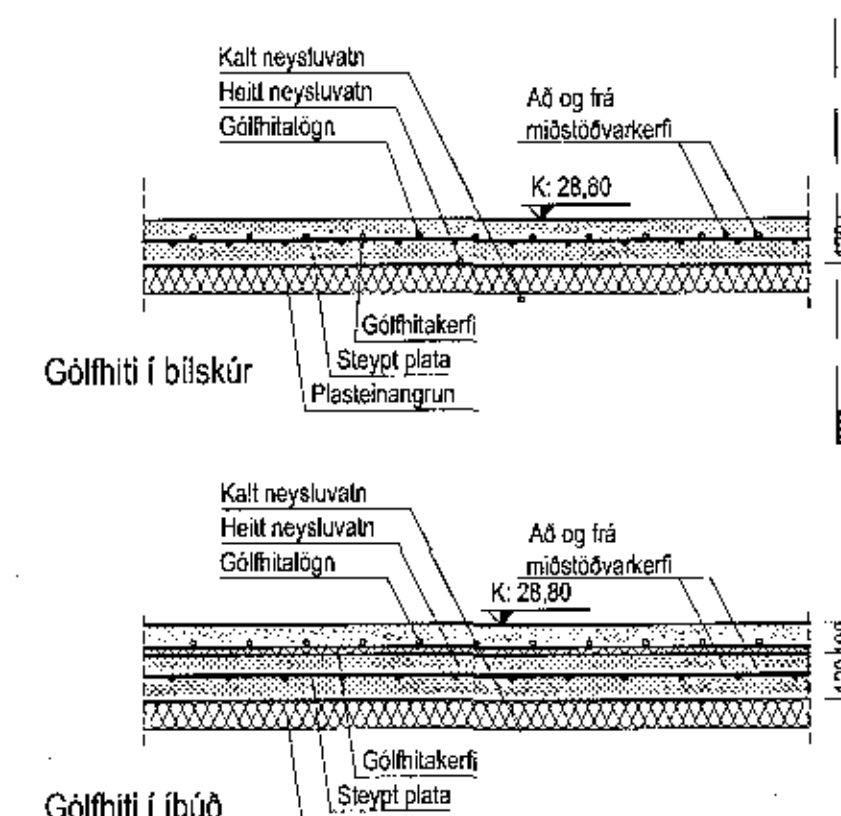 Kalt neysluvatn
Heitt neysluvatn
Gólfhitalögn
Að og frá
miðstöðvarkerfi
K: 28,80
Gólfhitakerfi
Steypt plata
Plasteinangrun
Gólfhiti í bílskúr
Kalt neysluvatn
Heitt neysluvatn
Gólfhitalögn
Að og frá
miðstöðvarkerfi
K: 28,80
Gólfhitakerfi
Steypt plata
Gólfhiti í íbúð